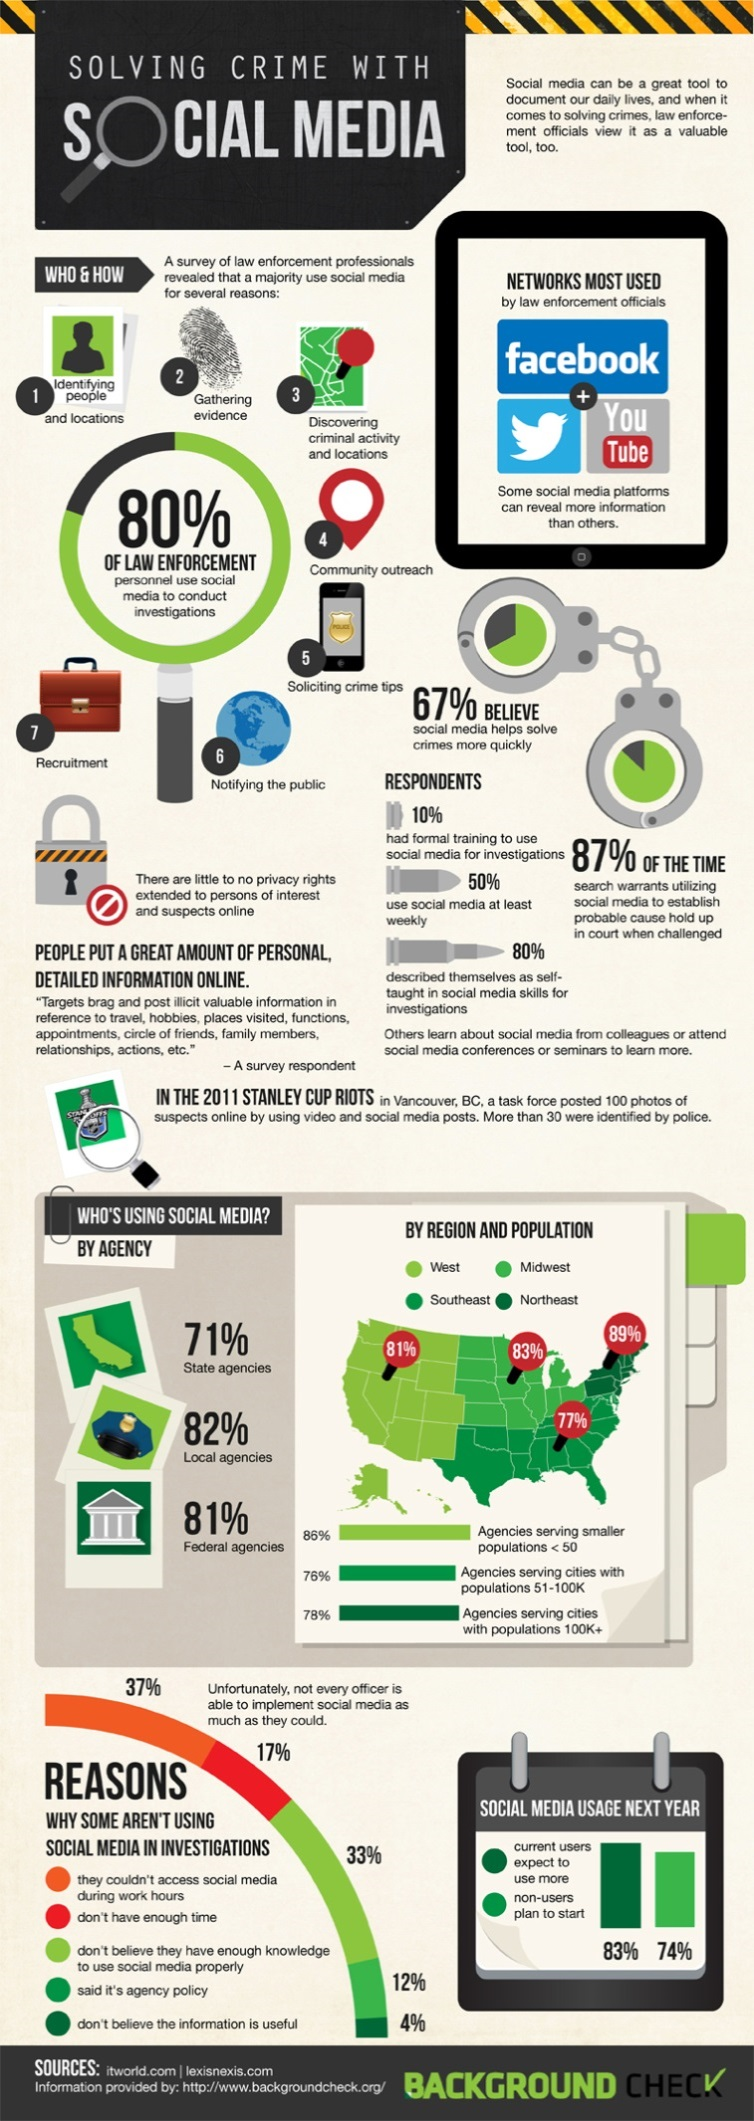 SOLVING CRIME WITH
SOCIAL MEDIA
Social media can be a great tool to
document our daily lives, and when it
comes to solving crimes, law enforce-
ment officials view it as a valuable
tool, too.
WHO & HOW
A survey of law enforcement professionals
revealed that a majority use social media
for several reasons:
1
Identifying
people
and locations
2
Gathering
evidence
3
Discovering
criminal activity
and locations
NETWORKS MOST USED
by law enforcement officials
facebook
+
You
Tube
Some social media platforms
can reveal more information
than others.
80%
OF LAW ENFORCEMENT
personnel use social
media to conduct
investigations
4
Community outreach
POLICE
5
Soliciting crime tips
6
Notifying the public
7
Recruitment
67% BELIEVE
social media helps solve
crimes more quickly
87% OF THE TIME
search warrants utilizing
social media to establish
probable cause hold up
in court when challenged
RESPONDENTS
10%
had formal training to use
social media for investigations
50%
use social media at least
weekly
80%
described themselves as self-
taught in social media skills for
investigations
Others learn about social media from colleagues or attend
social media conferences or seminars to learn more.
There are little to no privacy rights
extended to persons of interest
and suspects online
PEOPLE PUT A GREAT AMOUNT OF PERSONAL,
DETAILED INFORMATION ONLINE.
“Targets brag and post illicit valuable information in
reference to travel, hobbies, places visited, functions,
appointments, circle of friends, family members,
relationships, actions, etc.”
– A survey respondent
IN THE 2011 STANLEY CUP RIOTS in Vancouver, BC, a task force posted 100 photos of
suspects online by using video and social media posts. More than 30 were identified by police.
WHO'S USING SOCIAL MEDIA?
BY AGENCY
71%
State agencies
82%
Local agencies
81%
Federal agencies
BY REGION AND POPULATION
West
Midwest
Southeast
Northeast
81%
83%
89%
77%
86%
Agencies serving smaller
populations < 50
76%
Agencies serving cities with
populations 51-100K
78%
Agencies serving cities
with populations 100K+
37%
Unfortunately, not every officer is
able to implement social media as
much as they could.
17%
33%
12%
4%
REASONS
WHY SOME AREN'T USING
SOCIAL MEDIA IN INVESTIGATIONS
they couldn't access social media
during work hours
don't have enough time
don't believe they have enough knowledge
to use social media properly
said it's agency policy
don't believe the information is useful
SOCIAL MEDIA USAGE NEXT YEAR
current users
expect to
use more
non-users
plan to start
83%
74%
SOURCES: itworld.com | lexisnexis.com
Information provided by: http://www.backgroundcheck.org/
BACKGROUND CHECK